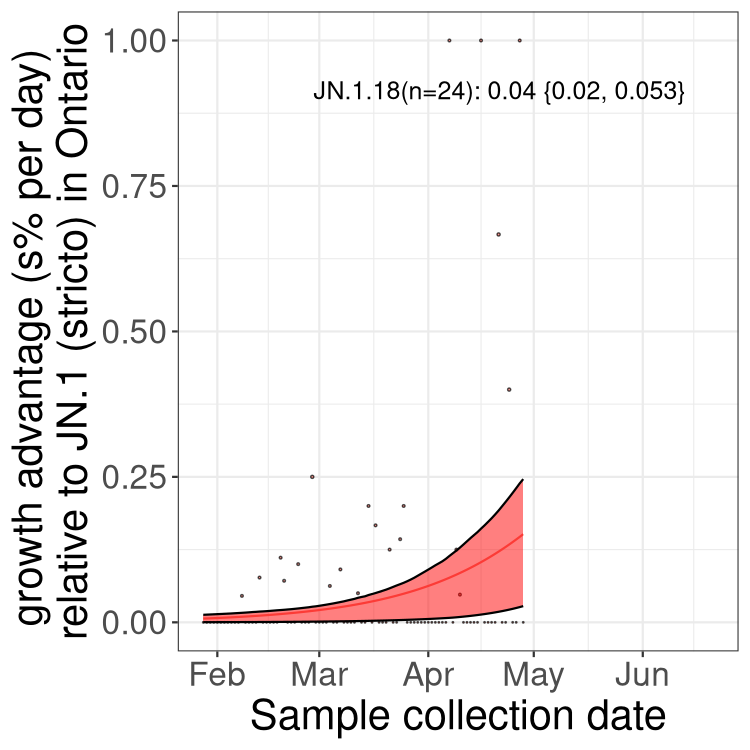 growth advantage (s% per day)
relative to JN.1 (stricto) in Ontario
1.00
JN.1.18(n=24): 0.04 {0.02, 0.053}
0.75
0.50
0.25
0.00
Feb Mar Apr May Jun
Sample collection date